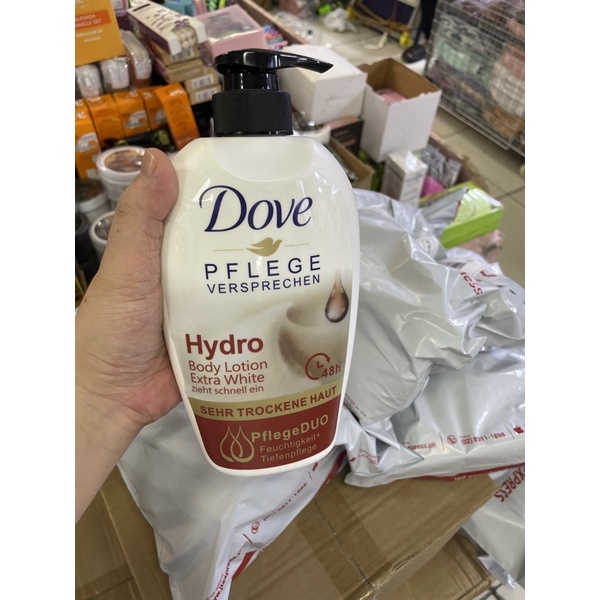 Dove
PFLEGE
VERSPRECHEN
Hydro
Body Lotion
Extra White
zieht schnell ein
48h
SEHR TROCKENE HAUT
PflegeDUO
Feuchtigkeit+
Tiefenpflege